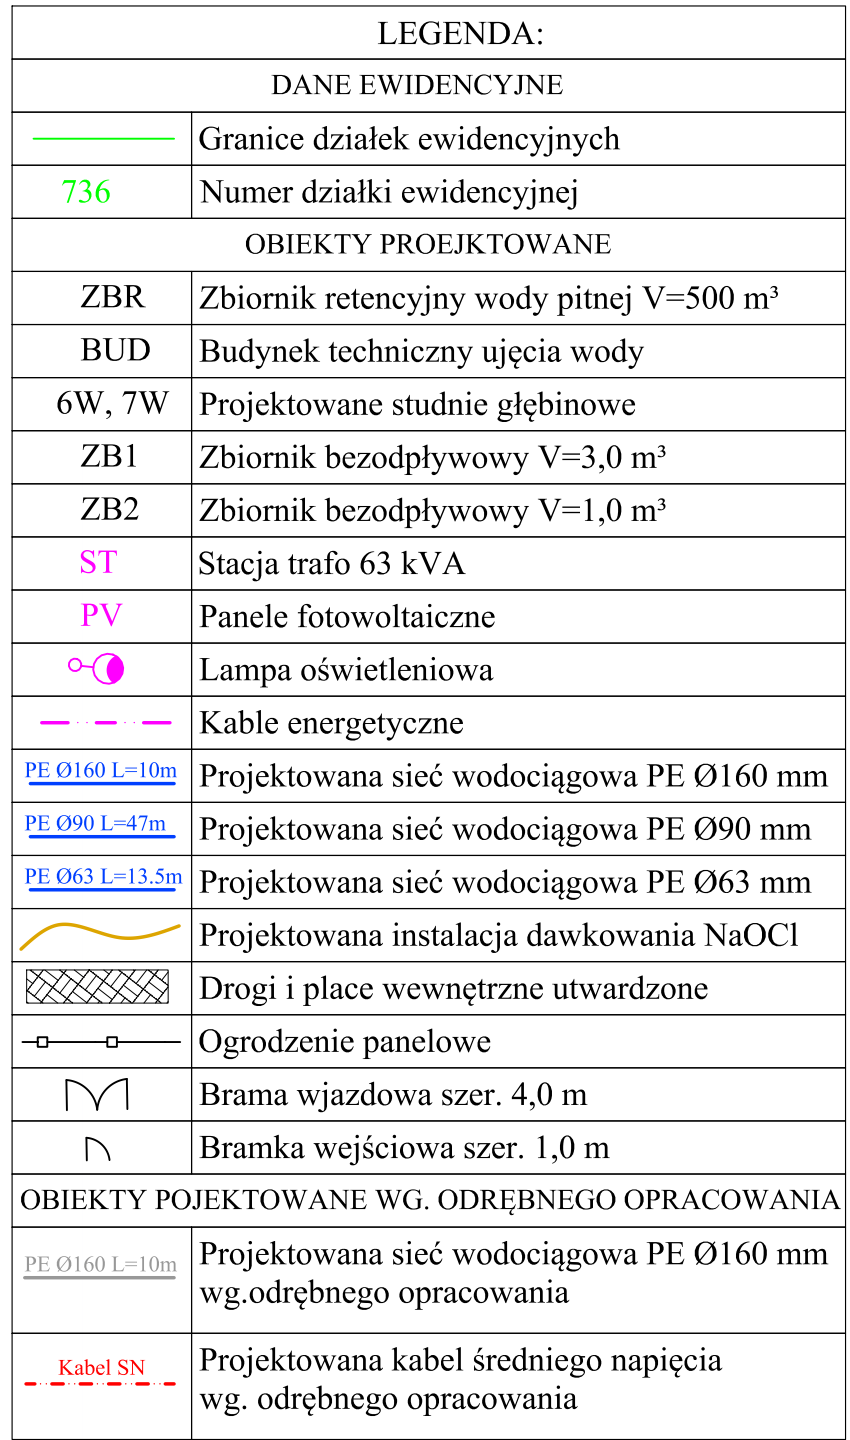 LEGENDA:
DANE EWIDENCYJNE
Granice działek ewidencyjnych
736 Numer działki ewidencyjnej
OBIEKTY PROEJKTOWANE
ZBR Zbiornik retencyjny wody pitnej V=500 m³
BUD Budynek techniczny ujęcia wody
6W, 7W Projektowane studnie głębinowe
ZB1 Zbiornik bezodpływowy V=3,0 m³
ZB2 Zbiornik bezodpływowy V=1,0 m³
ST Stacja trafo 63 kVA
PV Panele fotowoltaiczne
Lampa oświetleniowa
Kable energetyczne
PE Ø160 L=10m Projektowana sieć wodociągowa PE Ø160 mm
PE Ø90 L=47m Projektowana sieć wodociągowa PE Ø90 mm
PE Ø63 L=13.5m Projektowana sieć wodociągowa PE Ø63 mm
Projektowana instalacja dawkowania NaOCl
Drogi i place wewnętrzne utwardzone
Ogrodzenie panelowe
Brama wjazdowa szer. 4,0 m
Bramka wejściowa szer. 1,0 m
OBIEKTY POJEKTOWANE WG. ODRĘBNEGO OPRACOWANIA
PE Ø160 L=10m Projektowana sieć wodociągowa PE Ø160 mm
wg.odrębnego opracowania
Kabel SN Projektowana kabel średniego napięcia
wg. odrębnego opracowania